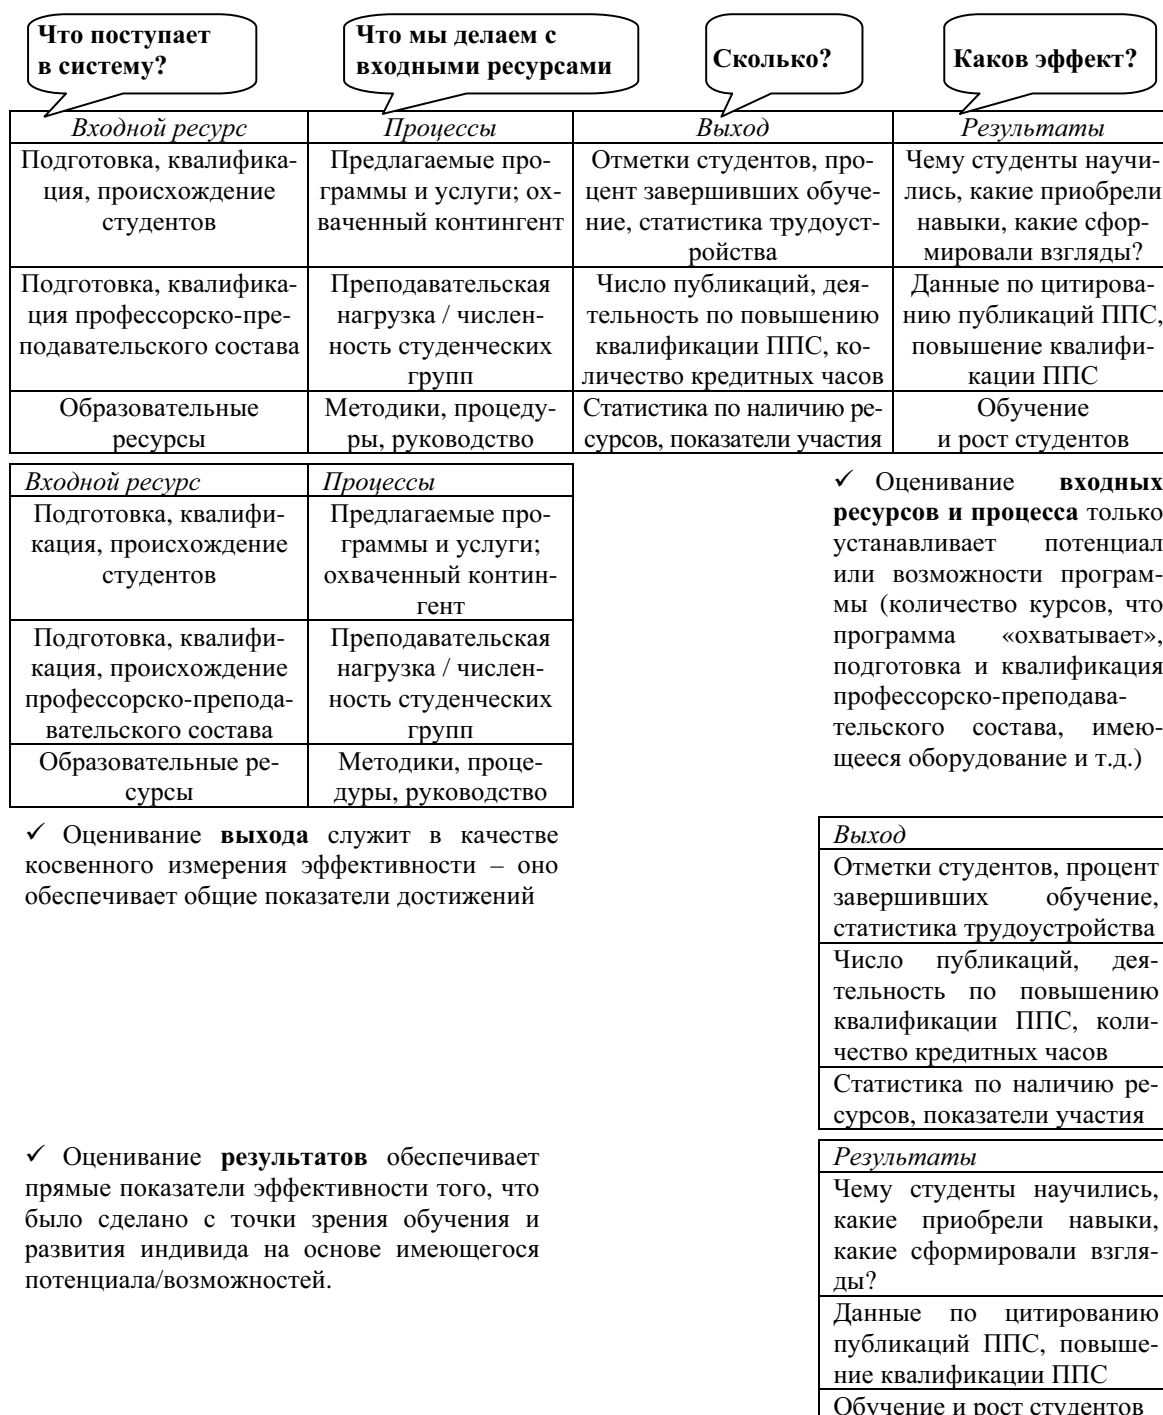 Что поступает
в систему?
Что мы делаем с
входными ресурсами
Сколько?
Каков эффект?
Входной ресурс
Процессы
Выход
Результаты
Подготовка, квалифика-
ция, происхождение
студентов
Предлагаемые про-
граммы и услуги; ох-
ваченный контингент
Отметки студентов, про-
цент завершивших обуче-
ние, статистика трудоуст-
ройства
Чему студенты научи-
лись, какие приобрели
навыки, какие сфор-
мировали взгляды?
Подготовка, квалифика-
ция профессорско-пре-
подавательского состава
Преподавательская
нагрузка / числен-
ность студенческих
групп
Число публикаций, дея-
тельность по повышению
квалификации ППС, ко-
личество кредитных часов
Данные по цитирова-
нию публикаций ППС,
повышение квалифи-
кации ППС
Образовательные
ресурсы
Методики, процеду-
ры, руководство
Статистика по наличию ре-
сурсов, показатели участия
Обучение
и рост студентов
Входной ресурс
Процессы
Подготовка, квалифи-
кация, происхождение
студентов
Предлагаемые про-
граммы и услуги;
охваченный контин-
гент
Подготовка, квалифи-
кация, происхождение
профессорско-препода-
вательского состава
Преподавательская
нагрузка / числен-
ность студенческих
групп
Образовательные ре-
сурсы
Методики, проце-
дуры, руководство
✓ Оценивание входных
ресурсов и процесса только
устанавливает потенциал
или возможности програм-
мы (количество курсов, что
программа «охватывает»,
подготовка и квалификация
профессорско-преподава-
тельского состава, имею-
щееся оборудование и т.д.)
✓ Оценивание выхода служит в качестве
косвенного измерения эффективности – оно
обеспечивает общие показатели достижений
Выход
Отметки студентов, процент
завершивших обучение,
статистика трудоустройства
Число публикаций, дея-
тельность по повышению
квалификации ППС, коли-
чество кредитных часов
Статистика по наличию ре-
сурсов, показатели участия
✓ Оценивание результатов обеспечивает
прямые показатели эффективности того, что
было сделано с точки зрения обучения и
развития индивида на основе имеющегося
потенциала/возможностей.
Результаты
Чему студенты научились,
какие приобрели навыки,
какие сформировали взгля-
ды?
Данные по цитированию
публикаций ППС, повыше-
ние квалификации ППС
Обучение и рост студентов